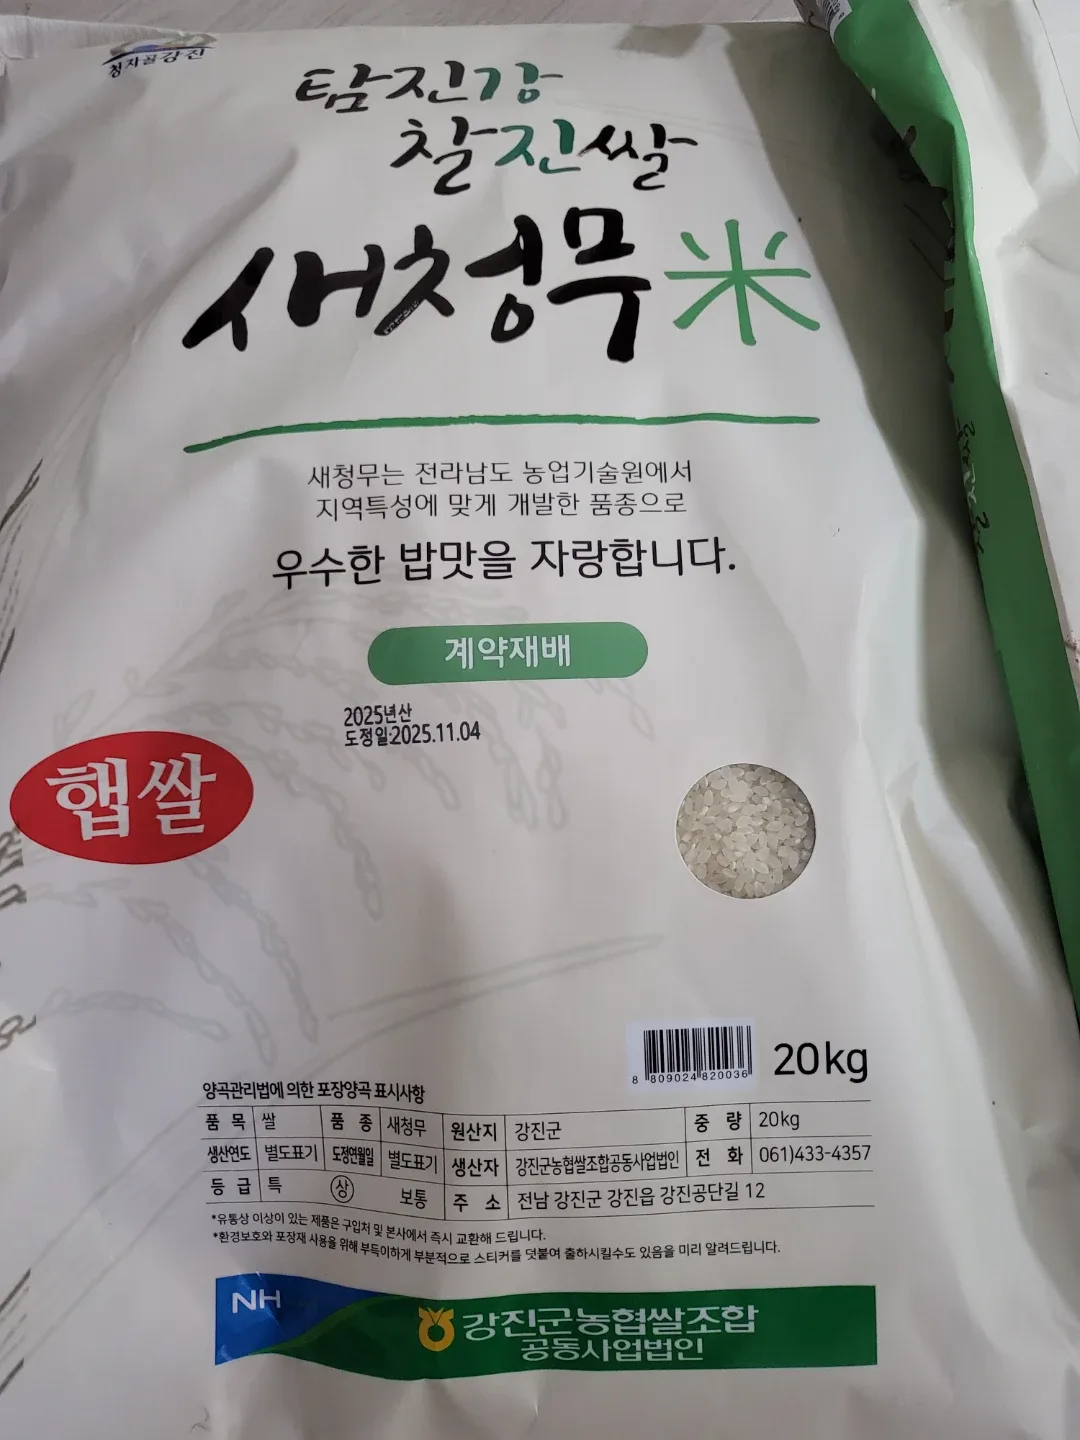 청자골강진
탐진강
찰진쌀
새청무 米
새청무는 전라남도 농업기술원에서
지역특성에 맞게 개발한 품종으로
우수한 밥맛을 자랑합니다.
계약재배
2025년산
도정일:2025.11.04
햅쌀
8 809024 820036
20kg
양곡관리법에 의한 포장양곡 표시사항
품 목 쌀 품 종 새청무 원산지 강진군 중 량 20kg
생산연도 별도표기 도정연월일 별도표기 생산자 강진군농협쌀조합공동사업법인 전 화 061)433-4357
등 급 특 상 보통 주 소 전남 강진군 강진읍 강진공단길 12
*유통상 이상이 있는 제품은 구입처 및 본사에서 즉시 교환해 드립니다.
*환경보호와 포장재 사용을 위해 부득이하게 부분적으로 스티커를 덧붙여 출하시킬수도 있음을 미리 알려드립니다.
NH
강진군농협쌀조합
공동사업법인